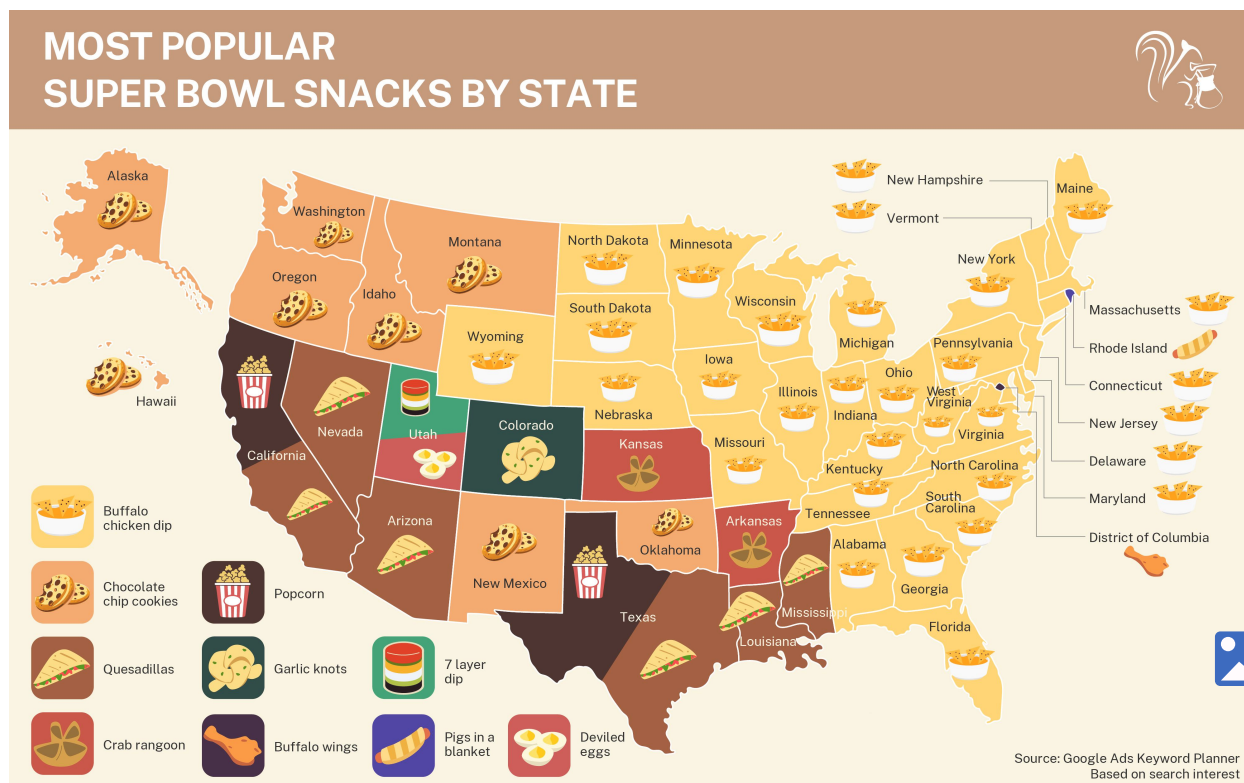 MOST POPULAR
SUPER BOWL SNACKS BY STATE
Alaska
Hawaii
Washington
Oregon
Idaho
Montana
Wyoming
California
Nevada
Utah
Colorado
Arizona
New Mexico
North Dakota
South Dakota
Nebraska
Kansas
Oklahoma
Texas
Minnesota
Iowa
Missouri
Arkansas
Louisiana
Wisconsin
Illinois
Michigan
Indiana
Ohio
Kentucky
Tennessee
Mississippi
Alabama
Georgia
Florida
South
Carolina
North Carolina
Virginia
West
Virginia
Pennsylvania
New York
Maine
New Hampshire
Vermont
Massachusetts
Rhode Island
Connecticut
New Jersey
Delaware
Maryland
District of Columbia
Buffalo
chicken dip
Chocolate
chip cookies
Popcorn
Quesadillas
Garlic knots
7 layer
dip
Crab rangoon
Buffalo wings
Pigs in a
blanket
Deviled
eggs
Source: Google Ads Keyword Planner
Based on search interest